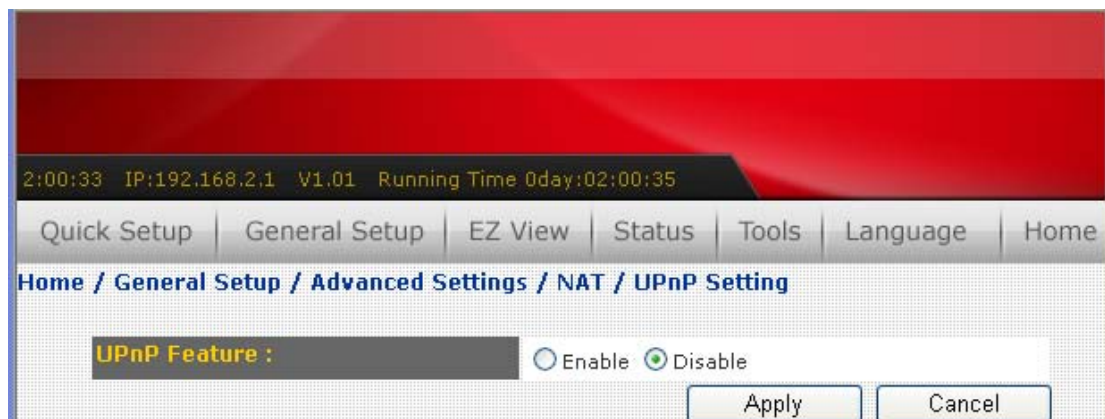 2:00:33 IP:192.168.2.1 V1.01 Running Time 0day:02:00:35
Quick Setup General Setup EZ View Status Tools Language Home
Home / General Setup / Advanced Settings / NAT / UPnP Setting
UPnP Feature : Enable Disable
Apply Cancel